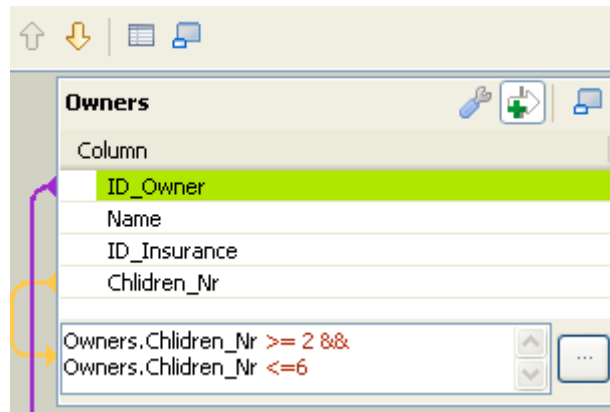 Owners
Column
ID_Owner
Name
ID_Insurance
Chlidren_Nr
Owners.Chlidren_Nr >= 2 &&
Owners.Chlidren_Nr <=6
...